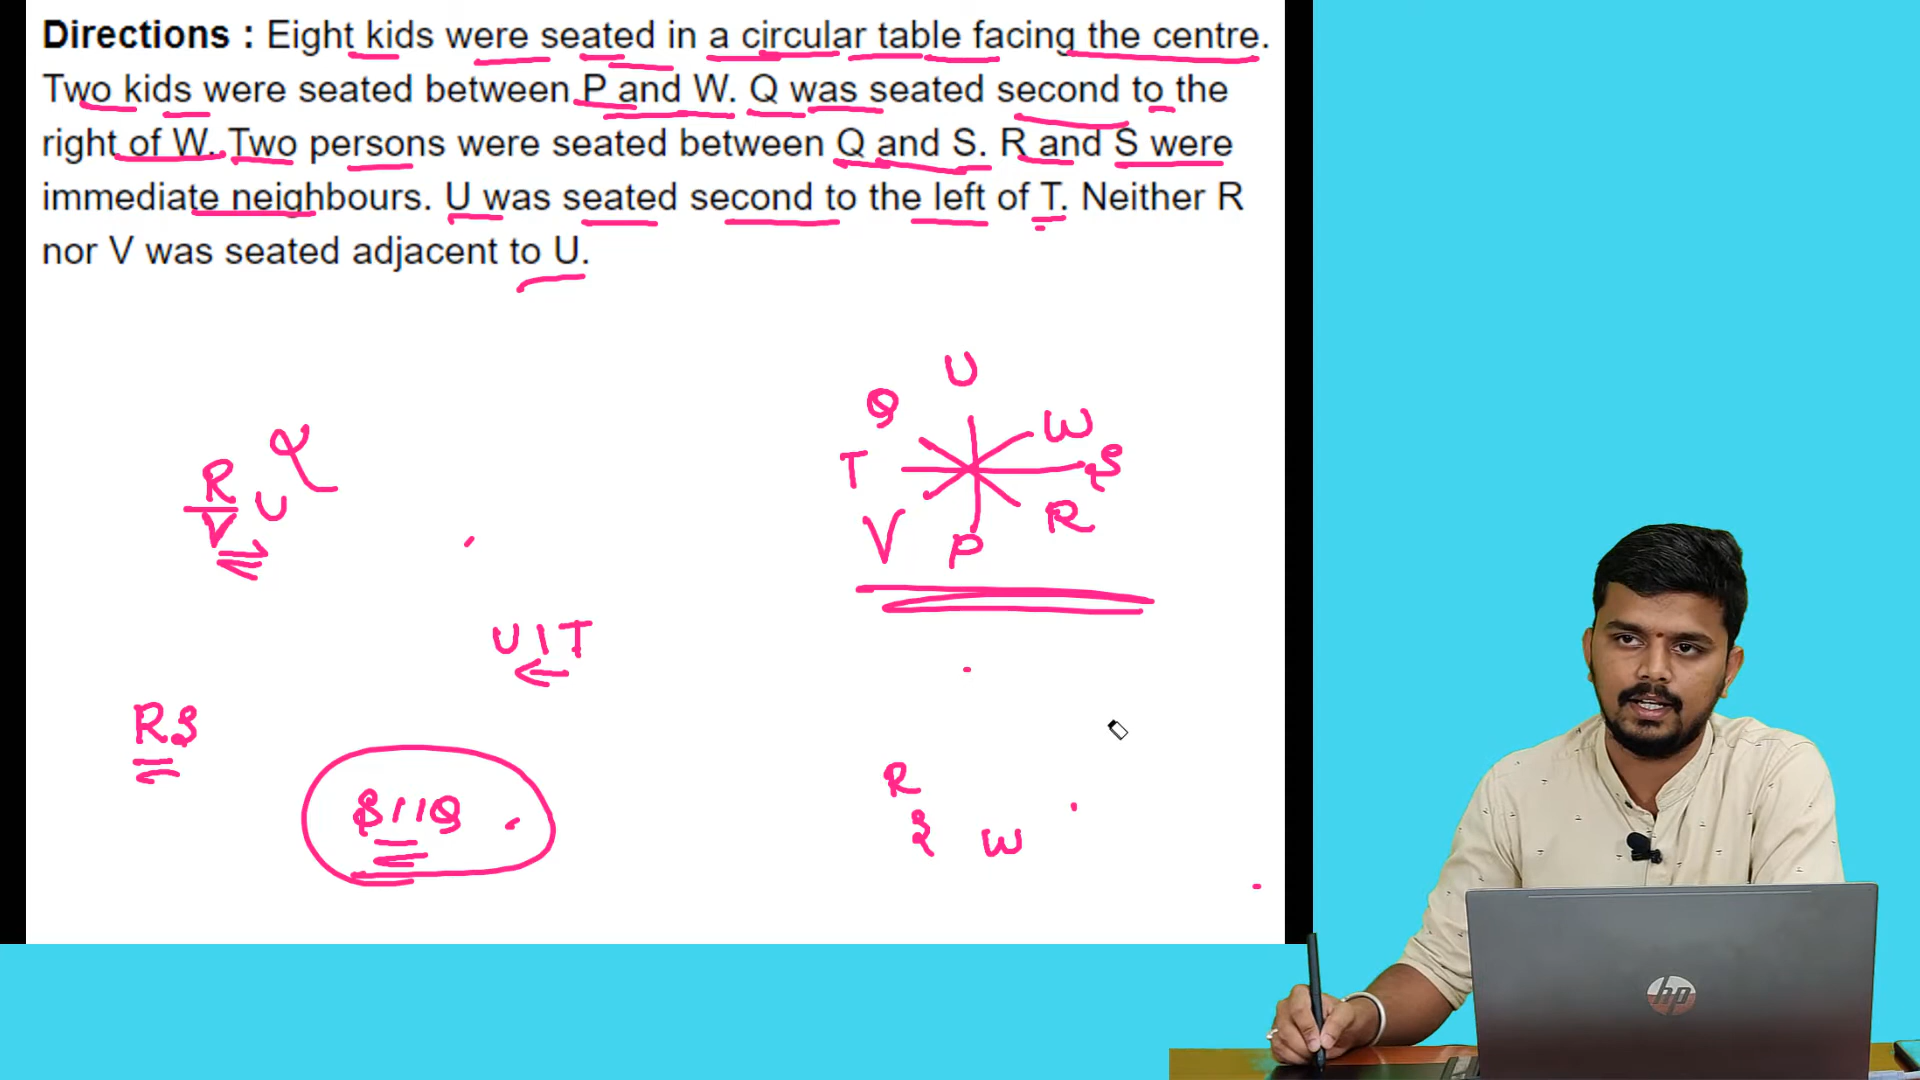 Directions : Eight kids were seated in a circular table facing the centre.
Two kids were seated between P and W. Q was seated second to the
right of W. Two persons were seated between Q and S. R and S were
immediate neighbours. U was seated second to the left of T. Neither R
nor V was seated adjacent to U.
U
Q W
T S
V R
P
Q
R U
V
U I T
RS
S//Q
R
S W
hp